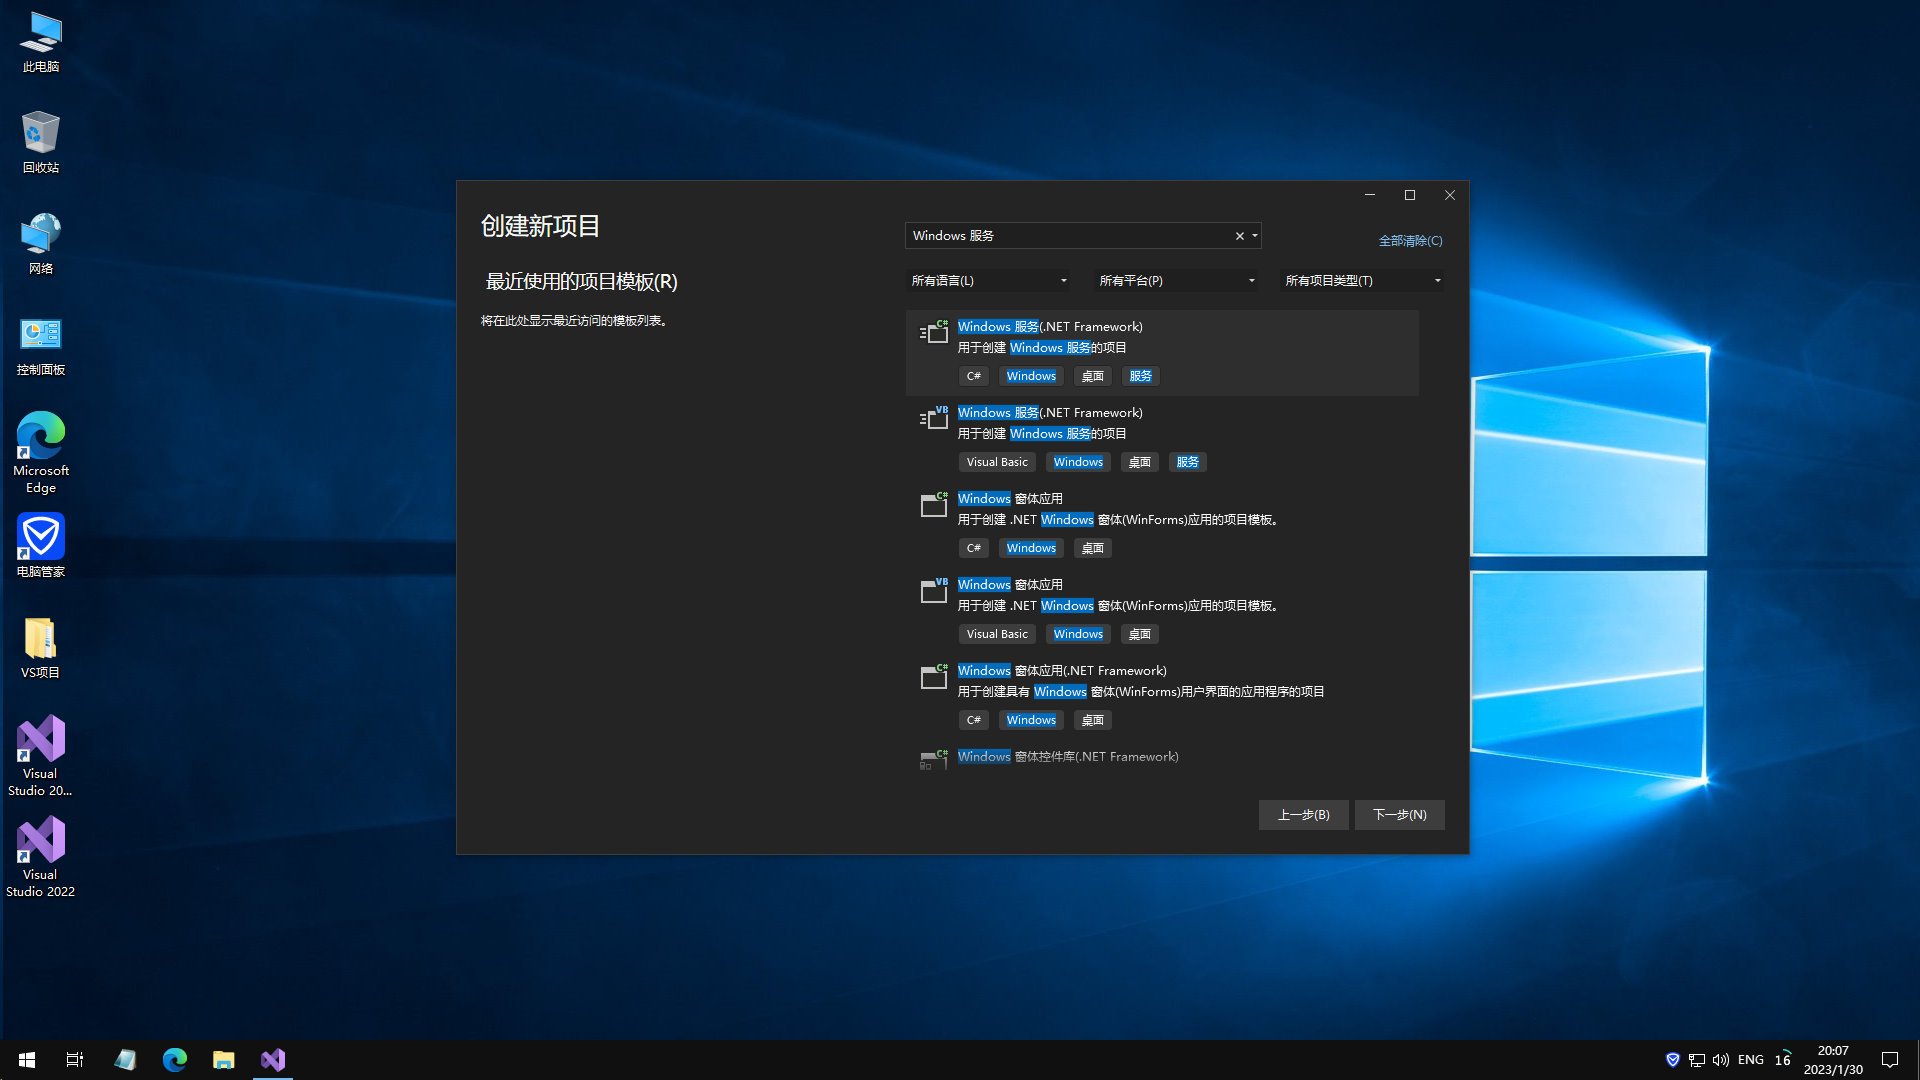 此电脑
回收站
网络
控制面板
Microsoft
Edge
电脑管家
VS项目
Visual
Studio 20...
Visual
Studio 2022
创建新项目
最近使用的项目模板(R)
将在此处显示最近访问的模板列表。
Windows 服务
全部清除(C)
所有语言(L)
所有平台(P)
所有项目类型(T)
C#
Windows 服务(.NET Framework)
用于创建 Windows 服务的项目
C# Windows 桌面 服务
VB
Windows 服务(.NET Framework)
用于创建 Windows 服务的项目
Visual Basic Windows 桌面 服务
C#
Windows 窗体应用
用于创建 .NET Windows 窗体(WinForms)应用的项目模板。
C# Windows 桌面
VB
Windows 窗体应用
用于创建 .NET Windows 窗体(WinForms)应用的项目模板。
Visual Basic Windows 桌面
C#
Windows 窗体应用(.NET Framework)
用于创建具有 Windows 窗体(WinForms)用户界面的应用程序的项目
C# Windows 桌面
C#
Windows 窗体控件库(.NET Framework)
上一步(B)
下一步(N)
ENG
16
20:07
2023/1/30